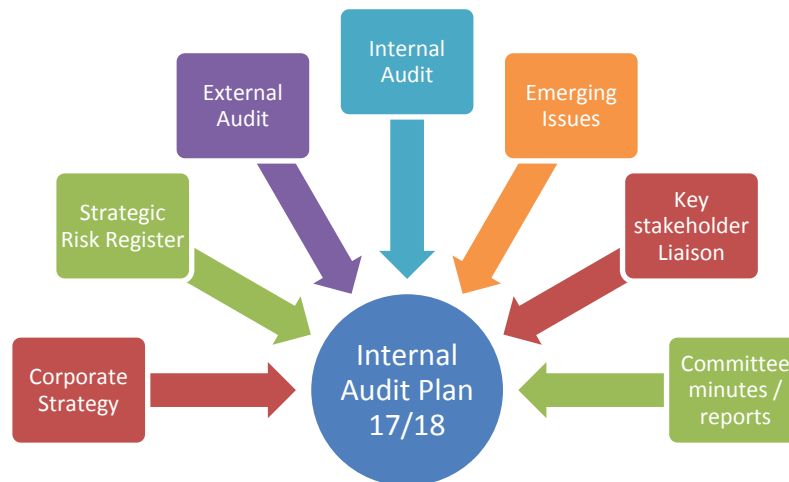 Internal
Audit
External
Audit
Emerging
Issues
Strategic
Risk Register
Key
stakeholder
Liaison
Corporate
Strategy
Internal
Audit Plan
17/18
Committee
minutes /
reports